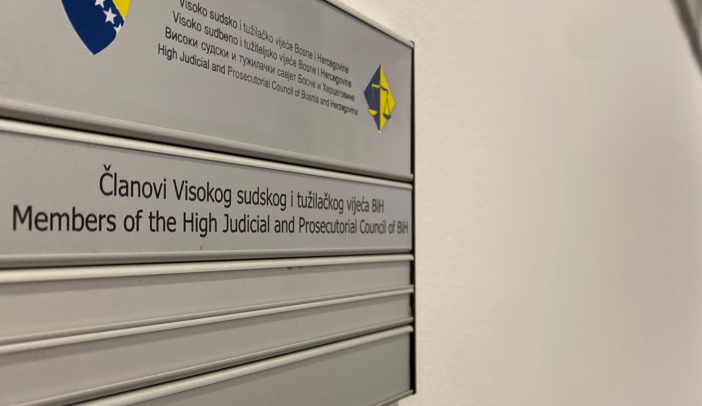 Visoko sudsko i tužilačko vijeće Bosne i Hercegovine
Visoko sudbeno i tužiteljsko vijeće Bosne i Hercegovine
Високи судски и тужилачки савјет Босне и Херцеговине
High Judicial and Prosecutorial Council of Bosnia and Herzegovina
Članovi Visokog sudskog i tužilačkog vijeća BiH
Members of the High Judicial and Prosecutorial Council of BiH